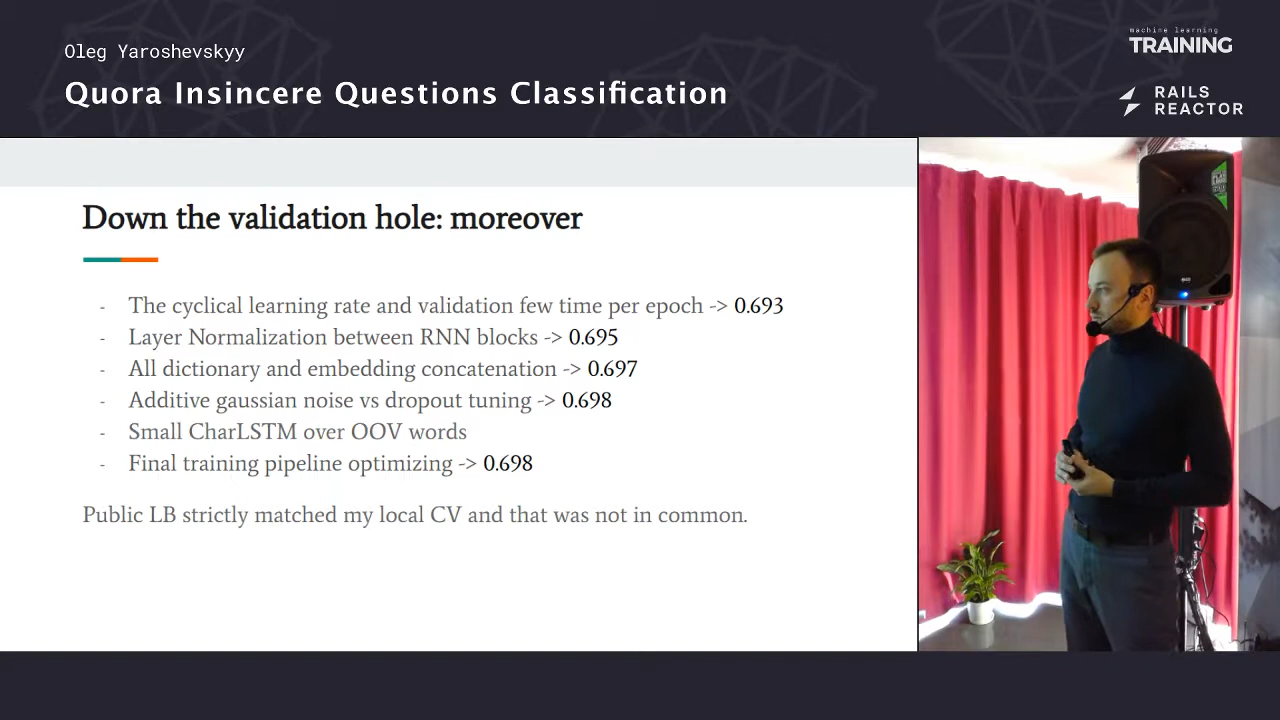 Oleg Yaroshevskyy
Quora Insincere Questions Classification
machine learning
TRAINING
RAILS
REACTOR
Down the validation hole: moreover
- The cyclical learning rate and validation few time per epoch -> 0.693
- Layer Normalization between RNN blocks -> 0.695
- All dictionary and embedding concatenation -> 0.697
- Additive gaussian noise vs dropout tuning -> 0.698
- Small CharLSTM over OOV words
- Final training pipeline optimizing -> 0.698
Public LB strictly matched my local CV and that was not in common.